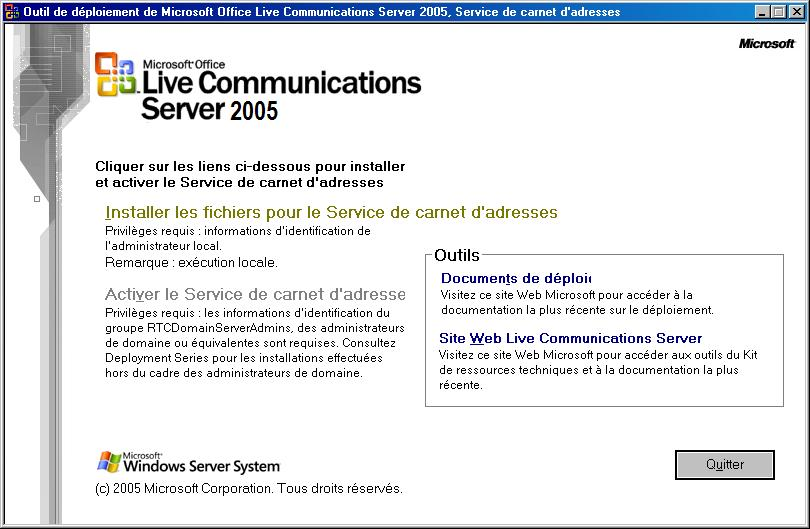 Outil de déploiement de Microsoft Office Live Communications Server 2005, Service de carnet d'adresses
Microsoft
Microsoft Office
Live Communications
Server 2005
Cliquer sur les liens ci-dessous pour installer
et activer le Service de carnet d'adresses
Installer les fichiers pour le Service de carnet d'adresses
Privilèges requis : informations d'identification de
l'administrateur local.
Remarque : exécution locale.
Activer le Service de carnet d'adresse
Privilèges requis : les informations d'identification du
groupe RTCDomainServerAdmins, des administrateurs
de domaine ou équivalentes sont requises. Consultez
Deployment Series pour les installations effectuées
hors du cadre des administrateurs de domaine.
Outils
Documents de déploi
Visitez ce site Web Microsoft pour accéder à la
documentation la plus récente sur le déploiement.
Site Web Live Communications Server
Visitez ce site Web Microsoft pour accéder aux outils du Kit
de ressources techniques et à la documentation la plus
récente.
Microsoft
Windows Server System
(c) 2005 Microsoft Corporation. Tous droits réservés.
Quitter